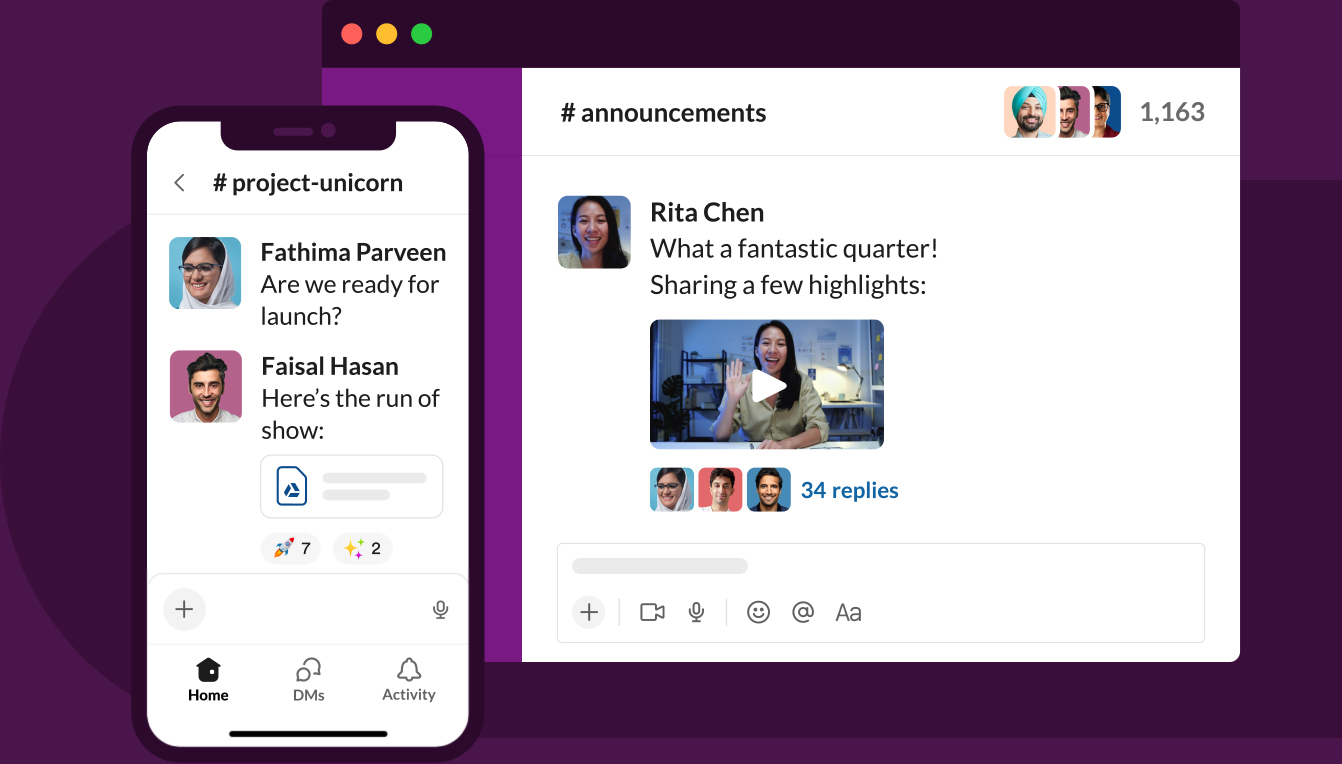 # announcements
1,163
Rita Chen
What a fantastic quarter!
Sharing a few highlights:
34 replies
Aa
# project-unicorn
Fathima Parveen
Are we ready for
launch?
Faisal Hasan
Here’s the run of
show:
7
2
Home
DMs
Activity